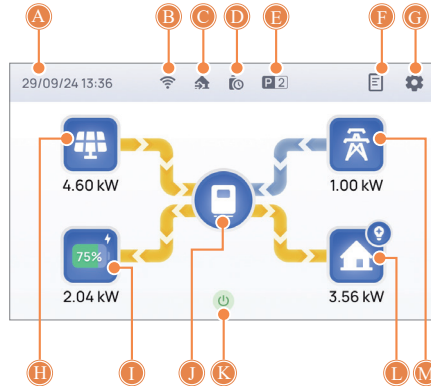 A B C D E F G
29/09/24 13:36 P 2
4.60 kW 1.00 kW
75%
2.04 kW 3.56 kW
H I J K L M